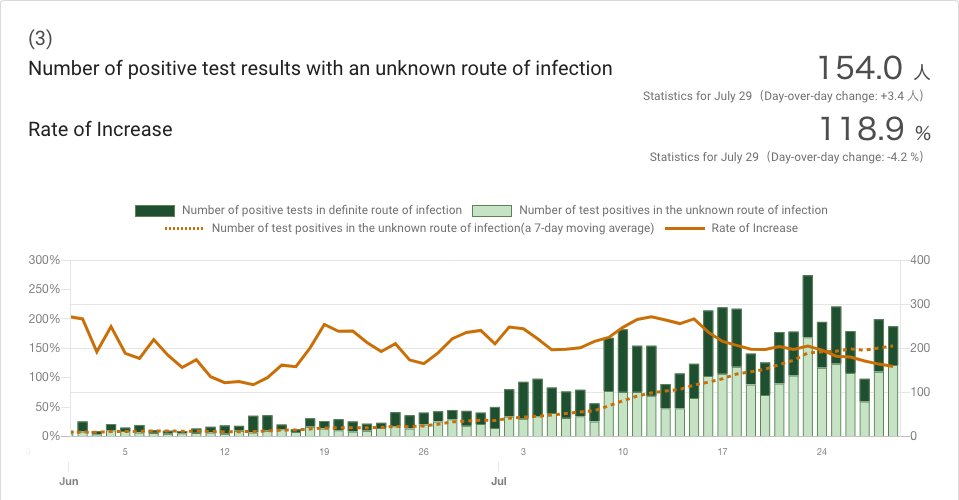 (3)
Number of positive test results with an unknown route of infection
154.0 人
Statistics for July 29（Day-over-day change: +3.4 人）
Rate of Increase
118.9 %
Statistics for July 29（Day-over-day change: -4.2 %）
Number of positive tests in definite route of infection Number of test positives in the unknown route of infection
Number of test positives in the unknown route of infection(a 7-day moving average) Rate of Increase
300% 400
250%
200% 300
150% 200
100%
50% 100
0% 0
5 12 19 26 3 10 17 24
Jun Jul